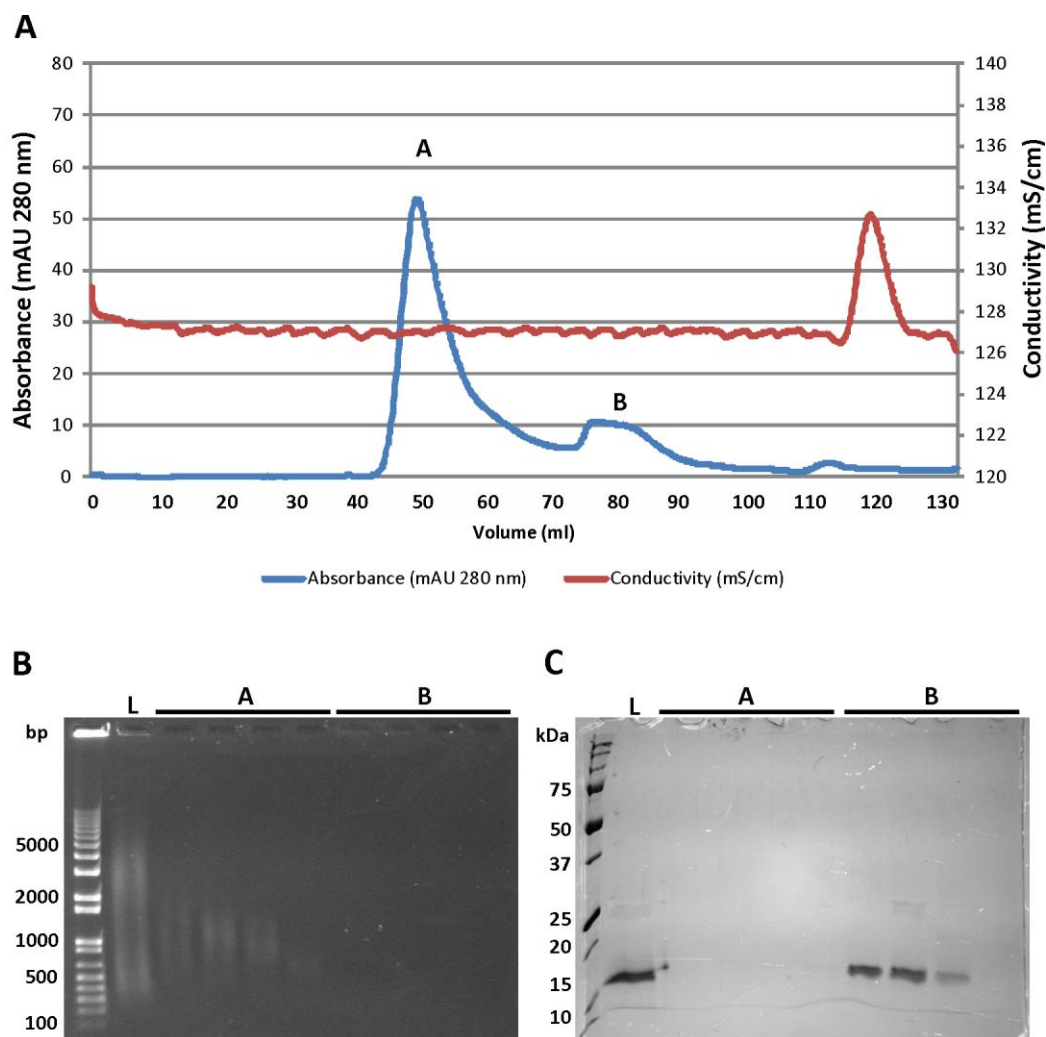 A
80
70
60
50
40
30
20
10
0
Absorbance (mAU 280 nm)
140
138
136
134
132
130
128
126
124
122
120
Conductivity (mS/cm)
A
B
0 10 20 30 40 50 60 70 80 90 100 110 120 130
Volume (ml)
Absorbance (mAU 280 nm) Conductivity (mS/cm)
B
L A B
bp
5000
2000
1000
500
100
C
L A B
kDa
75
50
37
25
20
15
10